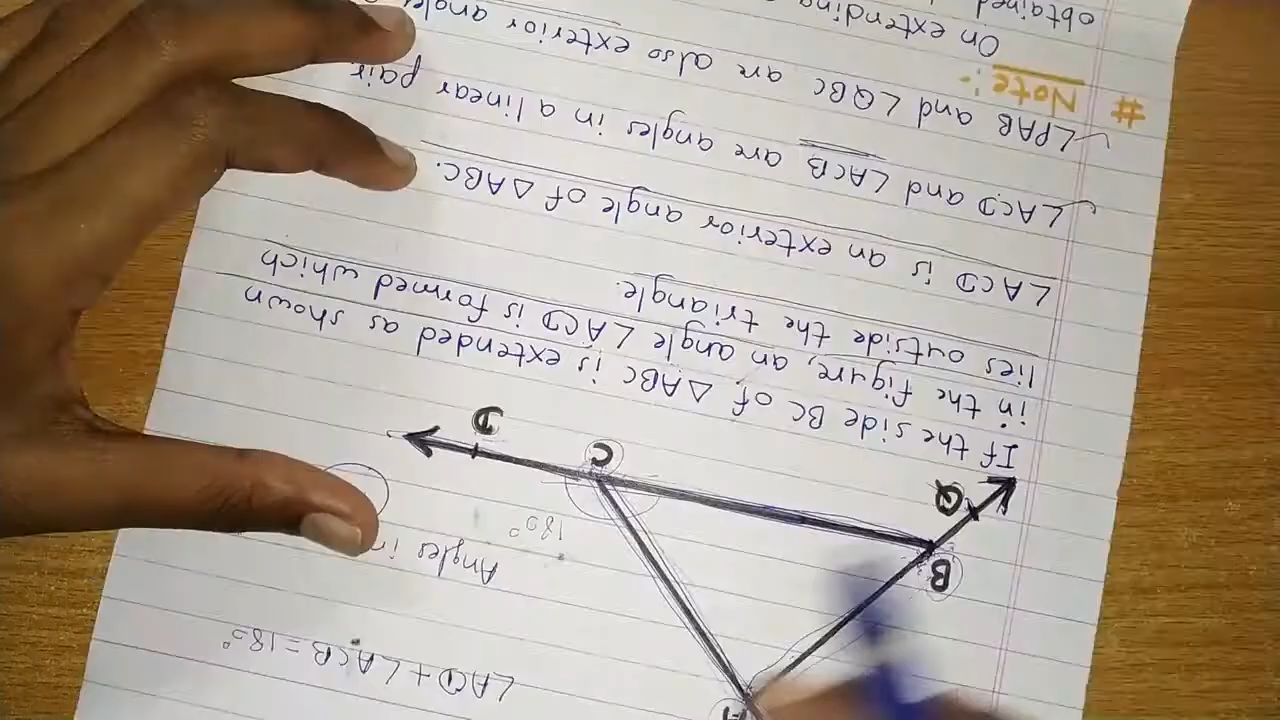 A
B
Q
C
D
∠ACD + ∠ACB = 180°
Angles in
180°
If the side BC of △ABC is extended as shown
in the figure, an angle ∠ACD is formed which
lies outside the triangle.
∠ACD is an exterior angle of △ABC.
∠ACD and ∠ACB are angles in a linear pair
∠PAB and ∠QBC are also exterior angles
# Note:
On extending
obtained